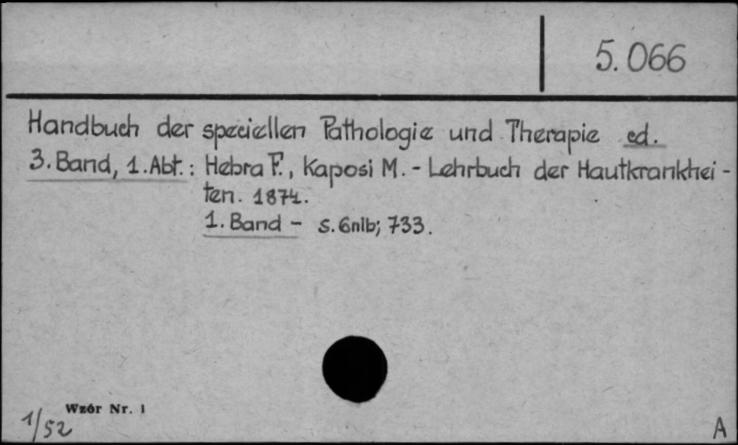 5.066
Handbuch der speciellen Pathologie und Therapie ed.
3. Band, 1. Abt.: Hebra F., Kaposi M. - Lehrbuch der Hautkrankhei-
ten. 1874.
1. Band - S. 6nlb; 733.
Wzór Nr. 1
1/52
A